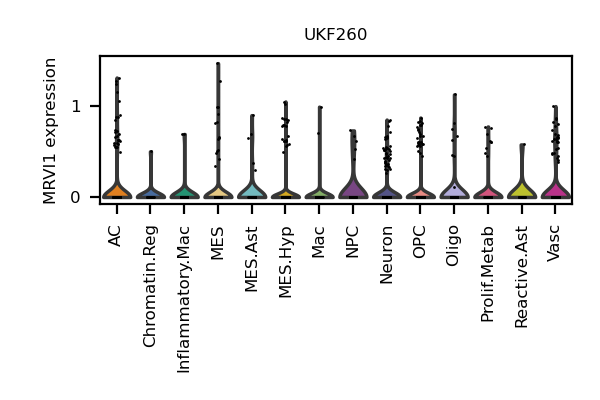 UKF260
MRVI1 expression
1
0
AC
Chromatin.Reg
Inflammatory.Mac
MES
MES.Ast
MES.Hyp
Mac
NPC
Neuron
OPC
Oligo
Prolif.Metab
Reactive.Ast
Vasc